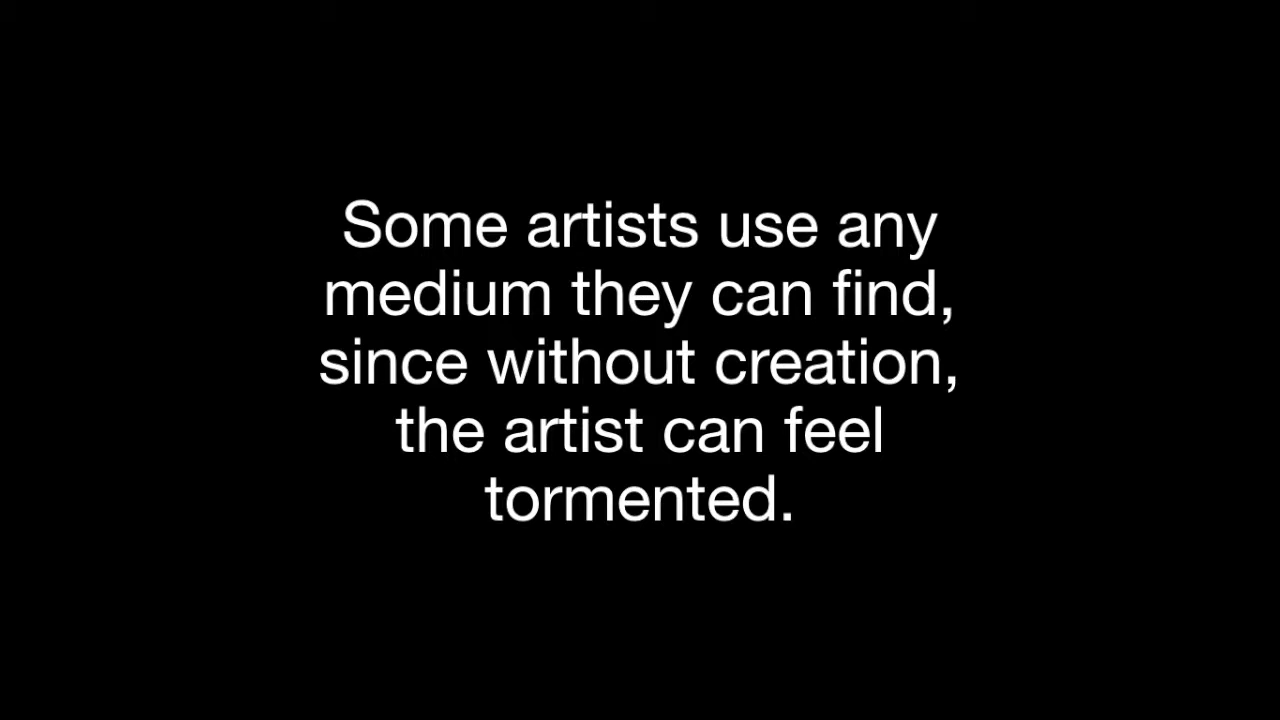 Some artists use any
medium they can find,
since without creation,
the artist can feel
tormented.